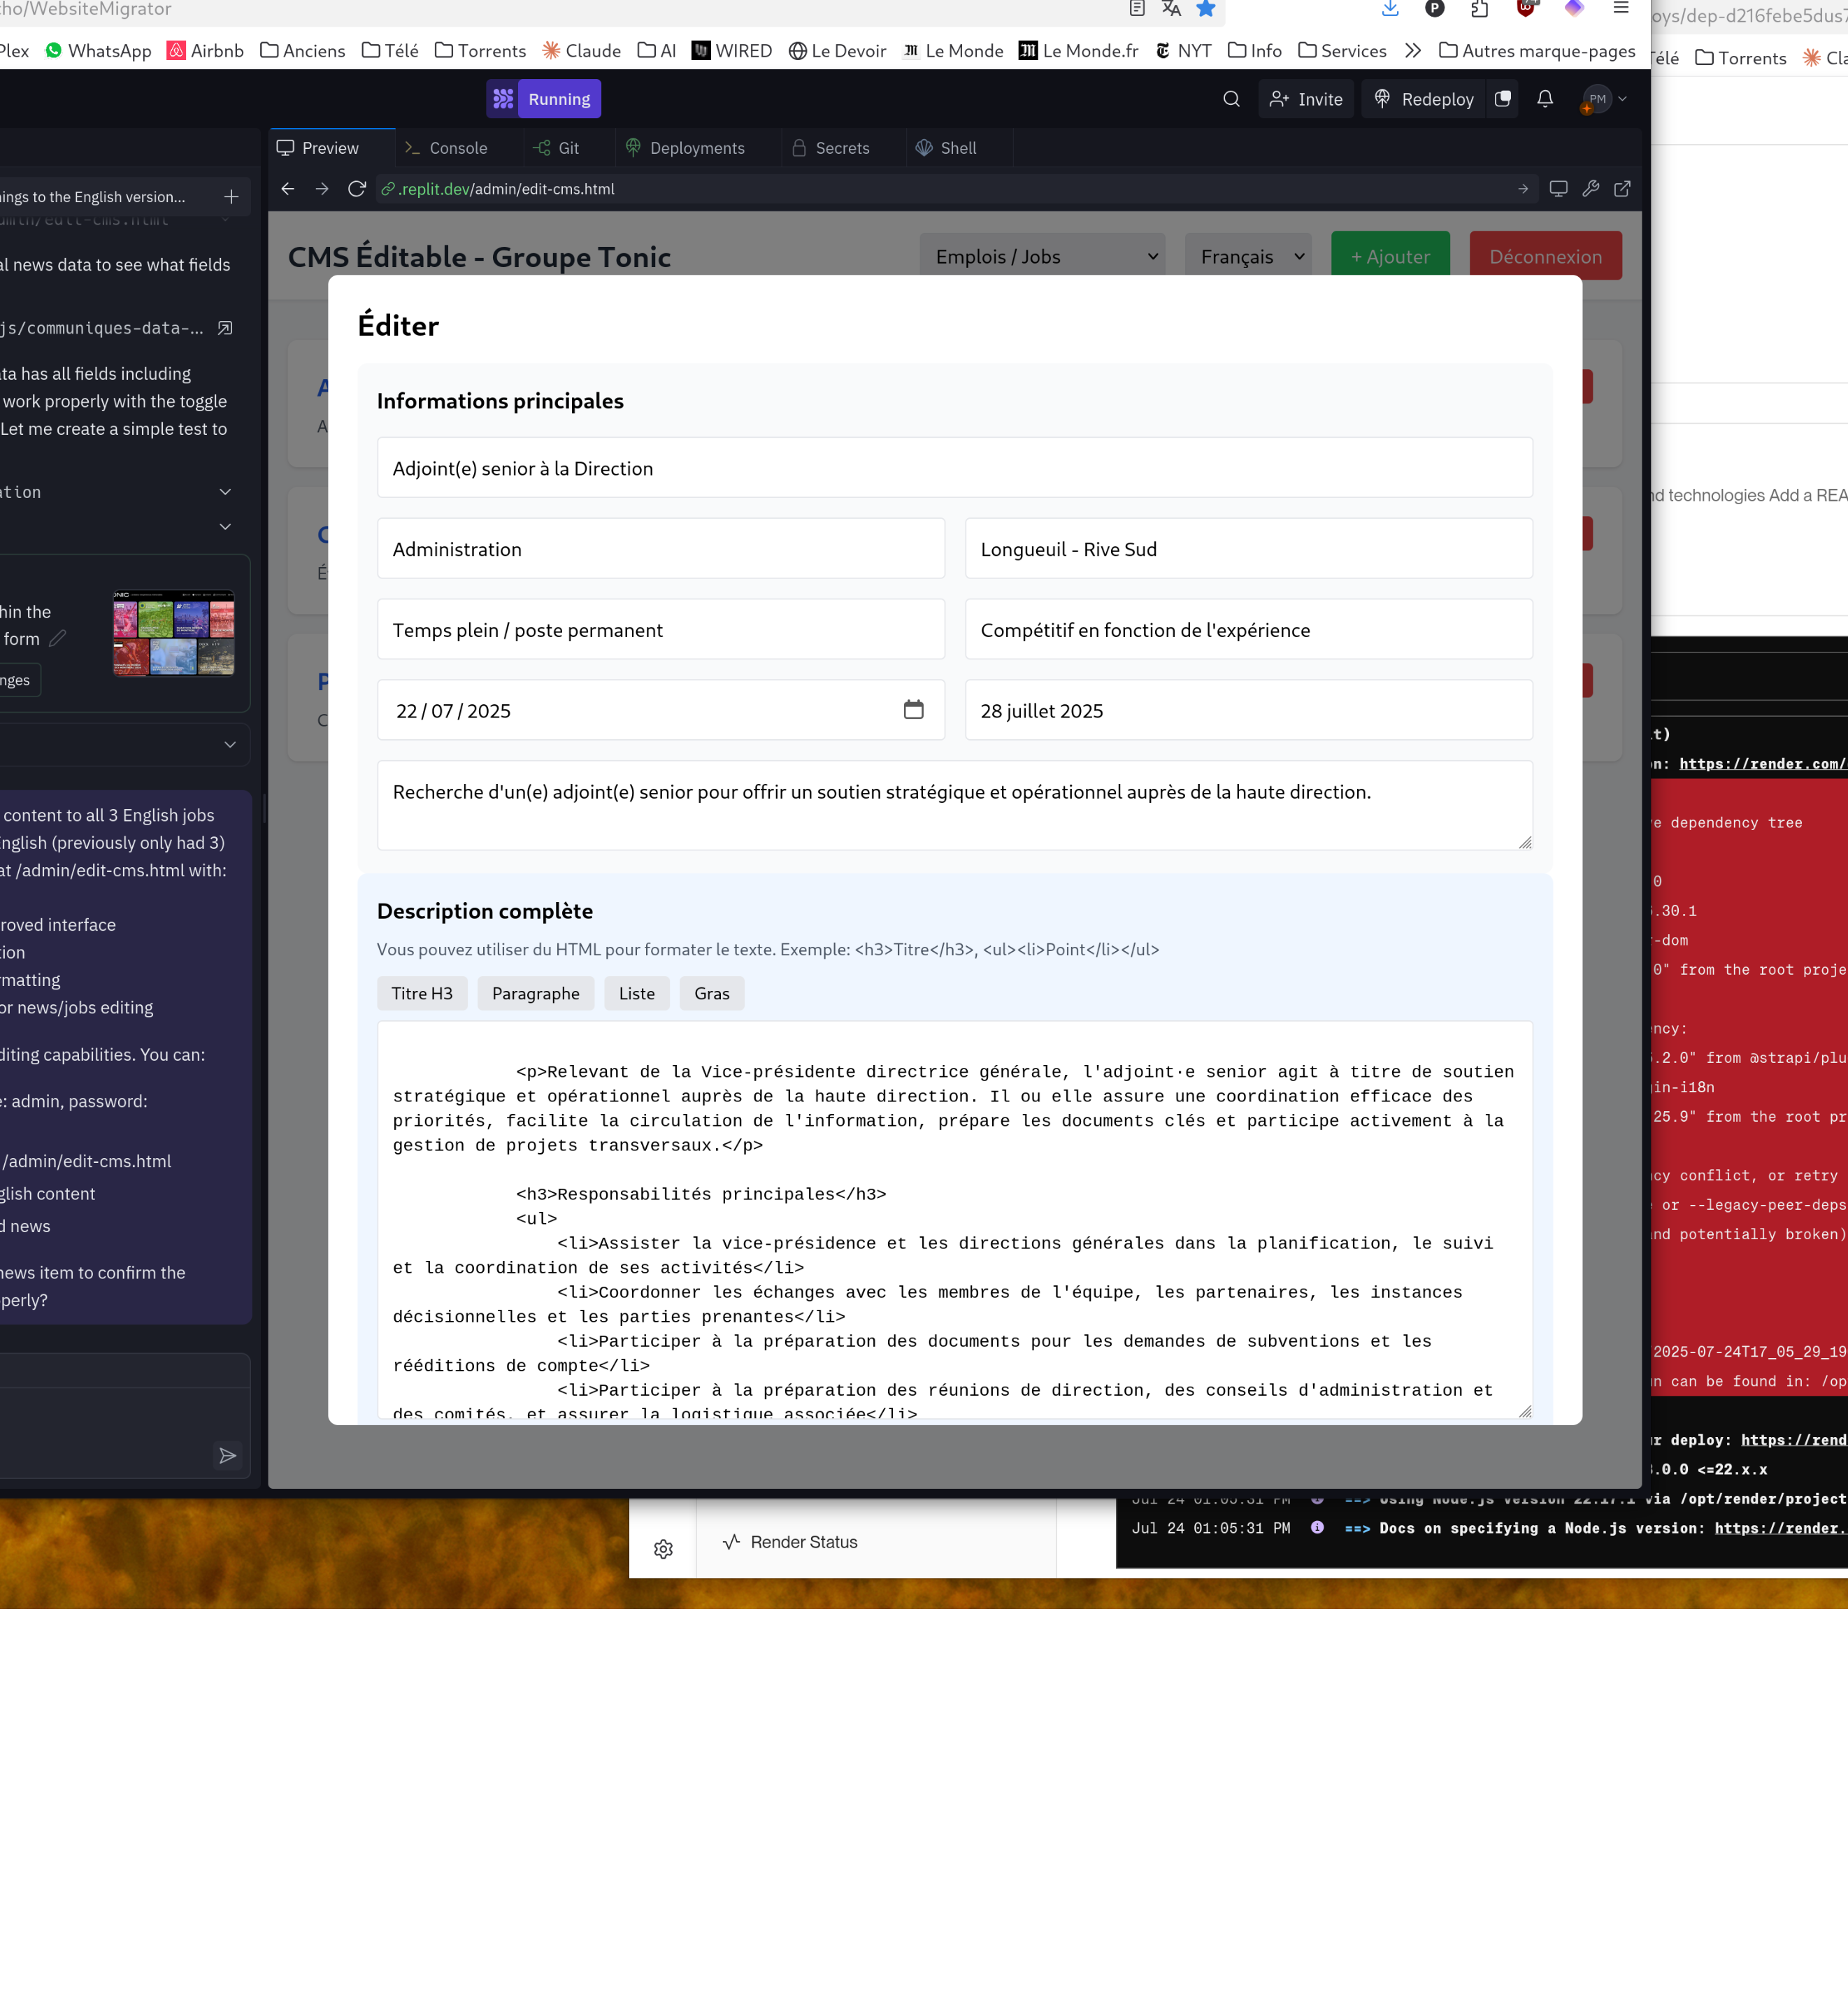 ho/WebsiteMigrator
oys/dep-d216febe5dus7
Plex WhatsApp Airbnb Anciens Télé Torrents Claude AI WIRED Le Devoir Le Monde Le Monde.fr NYT Info Services Autres marque-pages
Télé Torrents Cla
Running
Invite
Redeploy
PM
Preview Console Git Deployments Secrets Shell
.replit.dev/admin/edit-cms.html
nings to the English version...
al news data to see what fields
js/communiques-data-...
ta has all fields including
work properly with the toggle
Let me create a simple test to
ation
hin the
form
nges
content to all 3 English jobs
English (previously only had 3)
at /admin/edit-cms.html with:
roved interface
tion
rmatting
or news/jobs editing
diting capabilities. You can:
e: admin, password:
/admin/edit-cms.html
glish content
d news
news item to confirm the
perly?
CMS Éditable - Groupe Tonic
Emplois / Jobs
Français
+ Ajouter
Déconnexion
Éditer
Informations principales
Adjoint(e) senior à la Direction
Administration
Longueuil - Rive Sud
Temps plein / poste permanent
Compétitif en fonction de l'expérience
22 / 07 / 2025
28 juillet 2025
Recherche d'un(e) adjoint(e) senior pour offrir un soutien stratégique et opérationnel auprès de la haute direction.
Description complète
Vous pouvez utiliser du HTML pour formater le texte. Exemple: <h3>Titre</h3>, <ul><li>Point</li></ul>
Titre H3 Paragraphe Liste Gras
<p>Relevant de la Vice-présidente directrice générale, l'adjoint·e senior agit à titre de soutien
stratégique et opérationnel auprès de la haute direction. Il ou elle assure une coordination efficace des
priorités, facilite la circulation de l'information, prépare les documents clés et participe activement à la
gestion de projets transversaux.</p>
<h3>Responsabilités principales</h3>
<ul>
<li>Assister la vice-présidence et les directions générales dans la planification, le suivi
et la coordination de ses activités</li>
<li>Coordonner les échanges avec les membres de l'équipe, les partenaires, les instances
décisionnelles et les parties prenantes</li>
<li>Participer à la préparation des documents pour les demandes de subventions et les
rééditions de compte</li>
<li>Participer à la préparation des réunions de direction, des conseils d'administration et
des comités, et assurer la logistique associée</li>
nd technologies Add a REA
it)
on: https://render.com/
ve dependency tree
0
.30.1
-dom
0" from the root proje
ency:
.2.0" from @strapi/plu
gin-i18n
25.9" from the root pr
ncy conflict, or retry
or --legacy-peer-deps
and potentially broken)
2025-07-24T17_05_29_19
un can be found in: /op
r deploy: https://rend
.0.0 <=22.x.x
Jul 24 01:05:31 PM ==> Using Node.js version 22.17.1 via /opt/render/project
Jul 24 01:05:31 PM ==> Docs on specifying a Node.js version: https://render.
Render Status